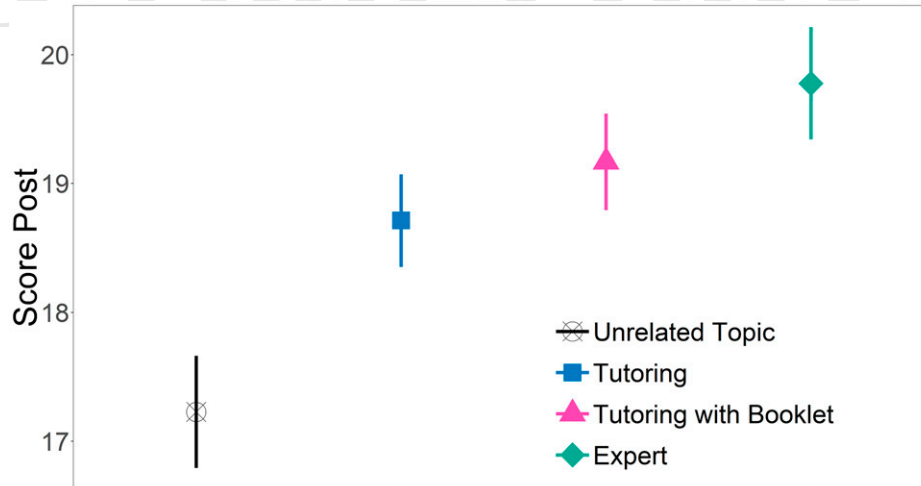 20
19
Score Post
18
17
Unrelated Topic
Tutoring
Tutoring with Booklet
Expert